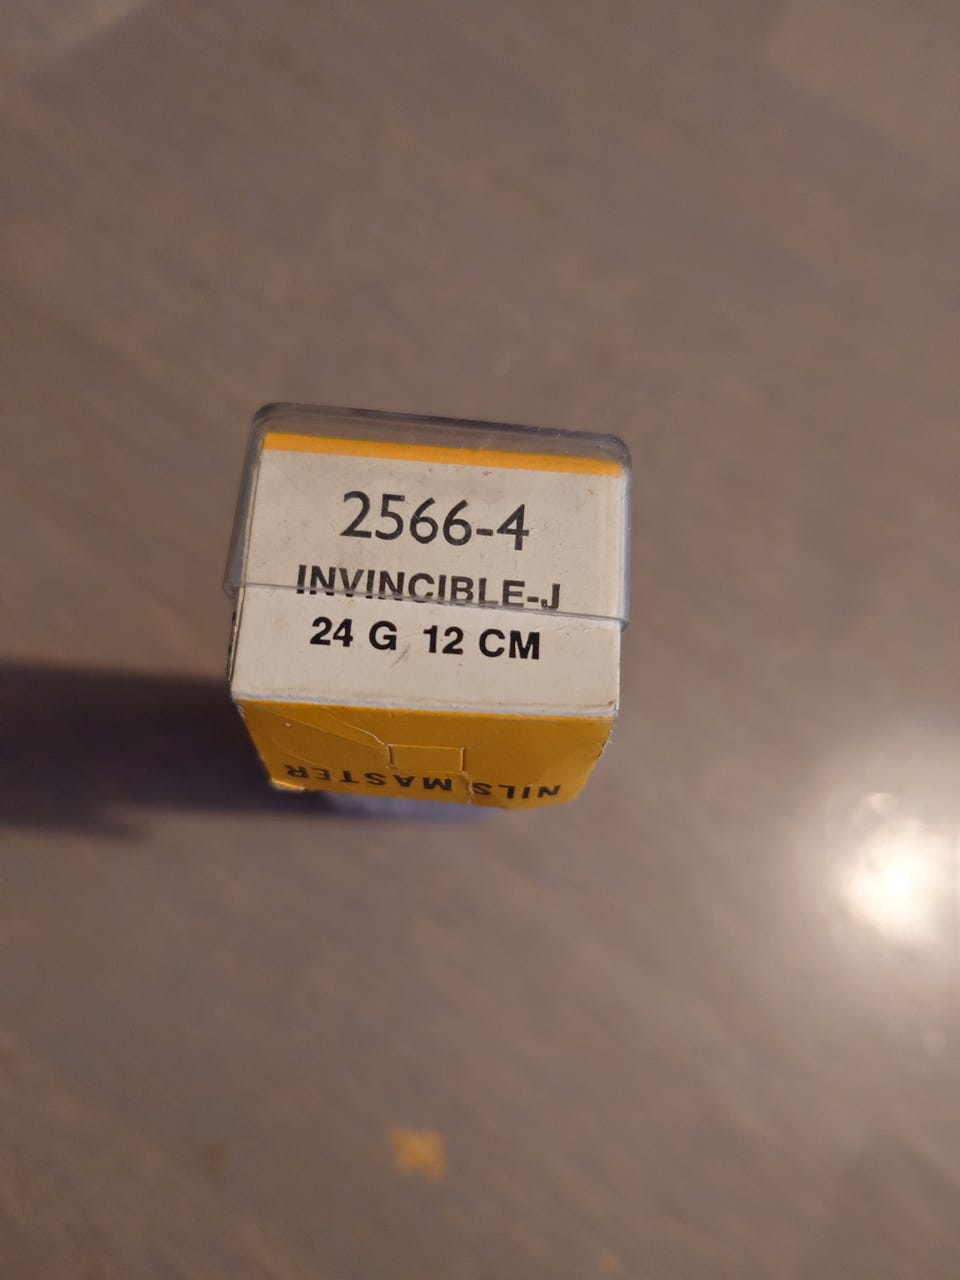 2566-4
INVINCIBLE-J
24 G 12 CM
NILS MASTER